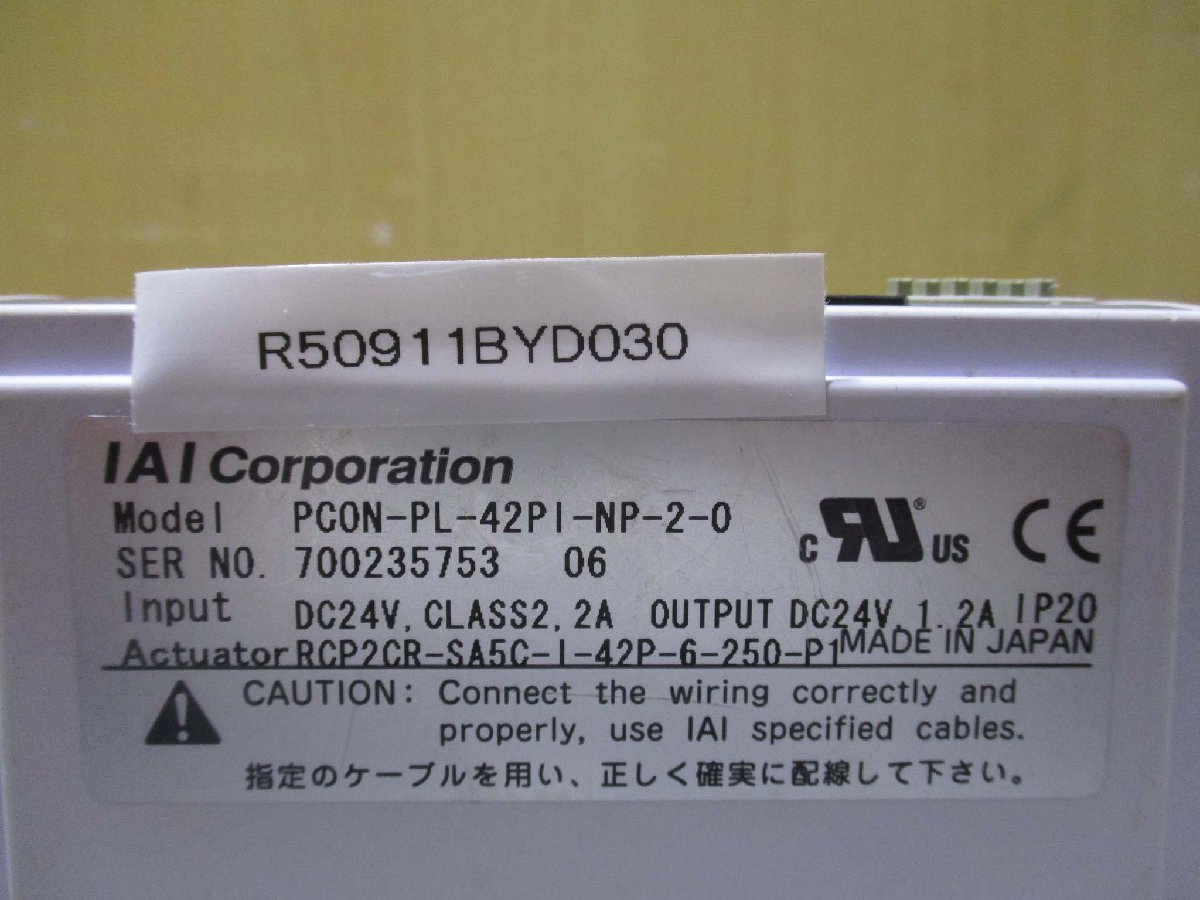 R50911BYD030
IAI Corporation
Model PCON-PL-42PI-NP-2-0
SER NO. 700235753 06
Input DC24V, CLASS2, 2A OUTPUT DC24V, 1.2A IP20
Actuator RCP2CR-SA5C-I-42P-6-250-P1 MADE IN JAPAN
c RU® US CE
CAUTION: Connect the wiring correctly and
properly, use IAI specified cables.
指定のケーブルを用い、正しく確実に配線して下さい。